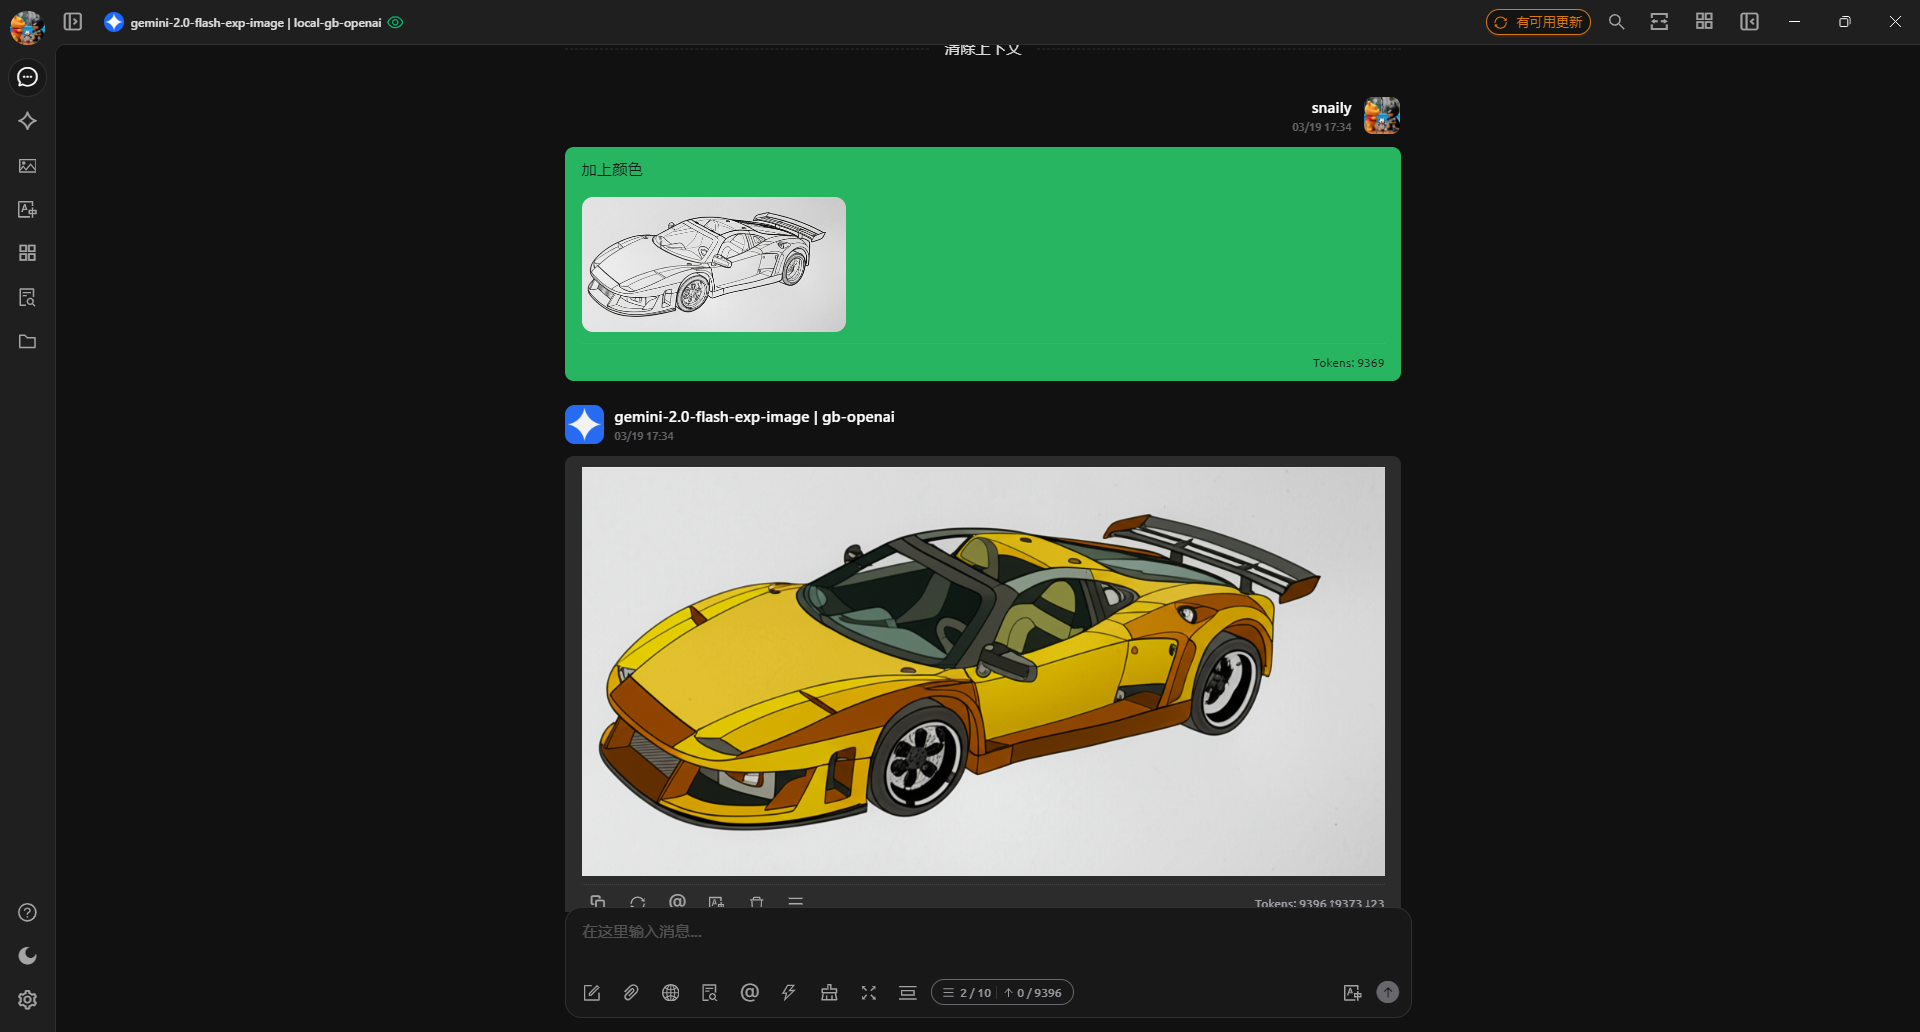 gemini-2.0-flash-exp-image | local-gb-openai
有可用更新
清除上下文
snaily
03/19 17:34
加上颜色
Tokens: 9369
gemini-2.0-flash-exp-image | gb-openai
03/19 17:34
Tokens: 9396 ↑9373 ↓23
在这里输入消息...
2 / 10 ↑ 0 / 9396